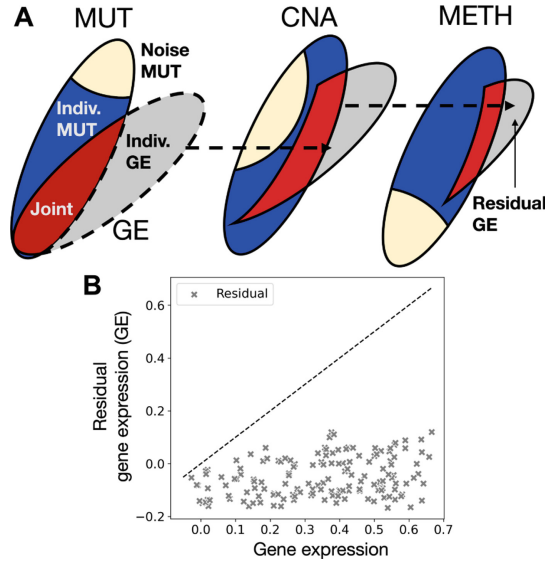 A
MUT
CNA
METH
Noise
MUT
Indiv.
MUT
Indiv.
GE
Joint
GE
Residual
GE
B
Residual
gene expression (GE)
Residual
0.6
0.4
0.2
0.0
−0.2
0.0 0.1 0.2 0.3 0.4 0.5 0.6 0.7
Gene expression